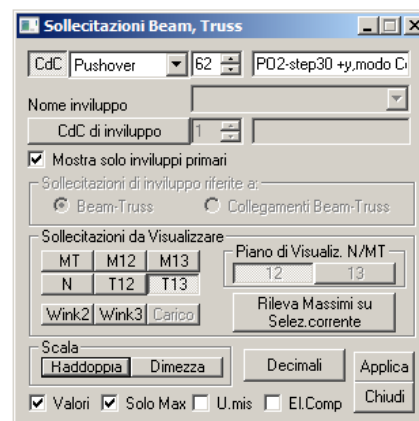 Sollecitazioni Beam, Truss
CdC Pushover 62 PO2-step30 +y,modo
Nome inviluppo
CdC di inviluppo 1
Mostra solo inviluppi primari
Sollecitazioni di inviluppo riferite a:
Beam-Truss Collegamenti Beam-Truss
Sollecitazioni da Visualizzare
Piano di Visualiz. N/MT
MT M12 M13
12 13
N T12 T13
Wink2 Wink3 Carico
Rileva Massimi su
Selez.corrente
Scala
Haddoppia Dimezza
Decimali
Applica
Valori Solo Max U.mis El.Comp
Chiudi